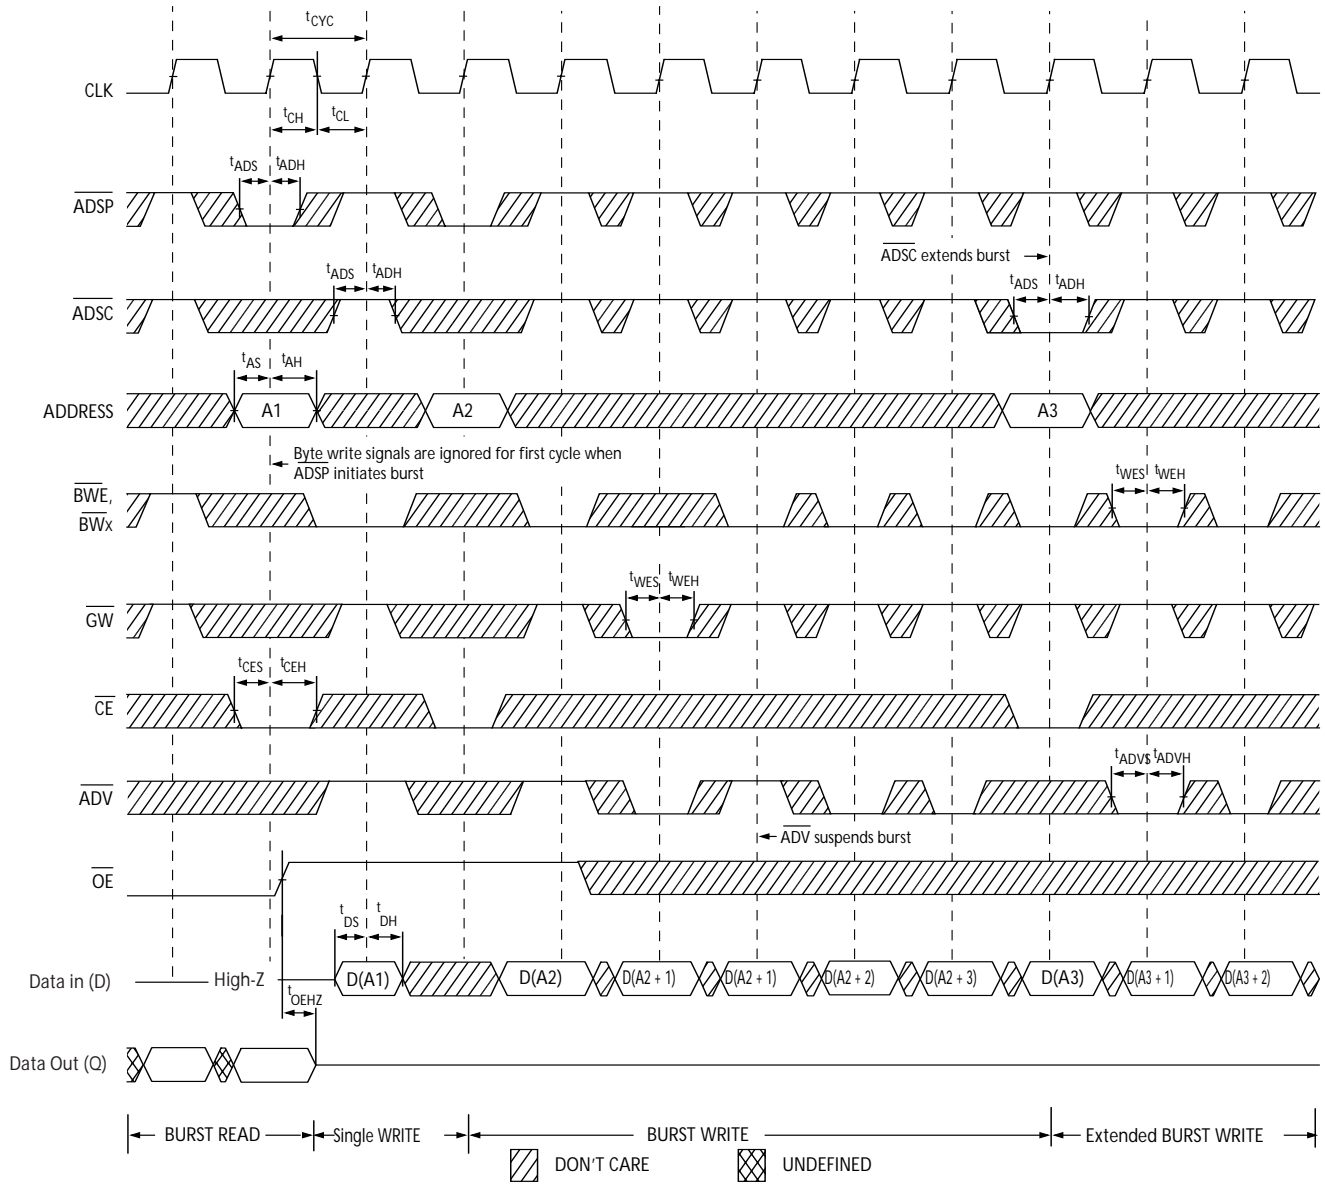 tCYC
CLK
tCH
tCL
tADS
tADH
ADSP
ADSC extends burst
tADS
tADH
tADS
tADH
ADSC
tAS
tAH
ADDRESS
A1
A2
A3
Byte write signals are ignored for first cycle when
ADSP initiates burst
tWES
tWEH
BWE,
BWx
tWES
tWEH
GW
tCES
tCEH
CE
tADVS
tADVH
ADV
ADV suspends burst
OE
tDS
tDH
Data in (D)
High-Z
D(A1)
D(A2)
D(A2 + 1)
D(A2 + 1)
D(A2 + 2)
D(A2 + 3)
D(A3)
D(A3 + 1)
D(A3 + 2)
tOEHZ
Data Out (Q)
BURST READ
Single WRITE
BURST WRITE
Extended BURST WRITE
DON'T CARE
UNDEFINED